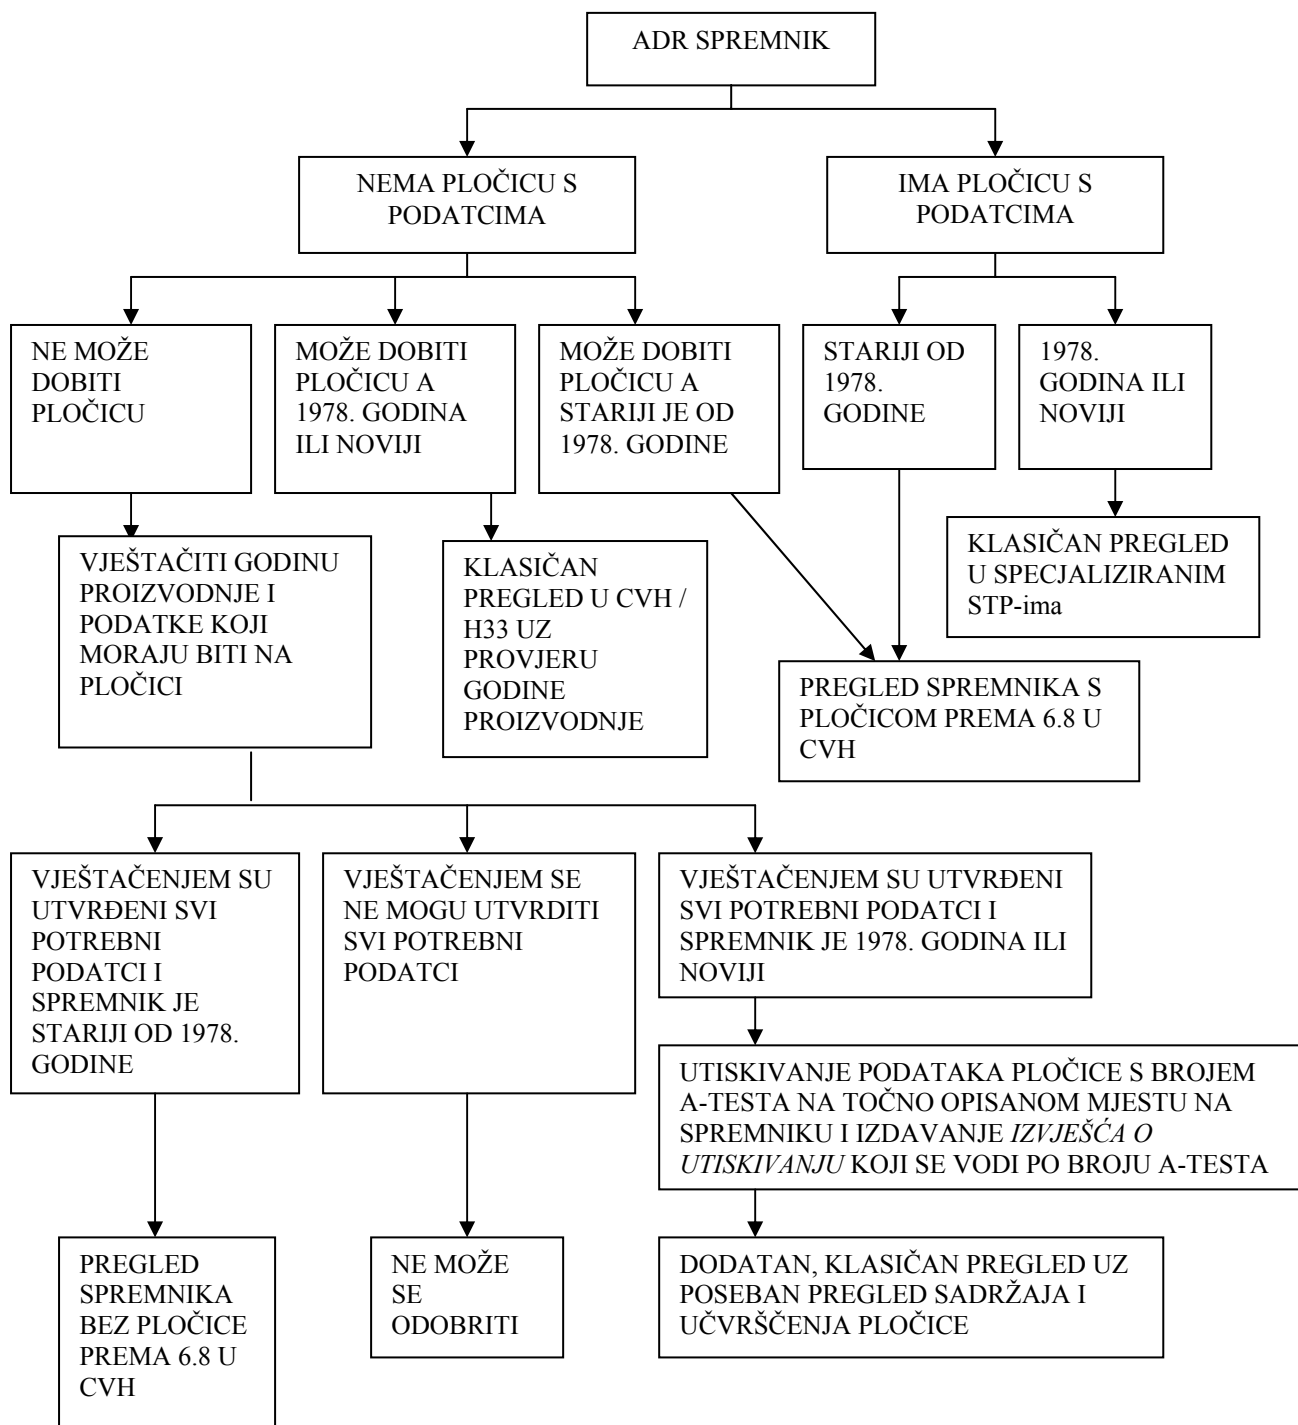 ADR SPREMNIK
NEMA PLOČICU S
PODATCIMA
IMA PLOČICU S
PODATCIMA
NE MOŽE
DOBITI
PLOČICU
MOŽE DOBITI
PLOČICU A
1978. GODINA
ILI NOVIJI
MOŽE DOBITI
PLOČICU A
STARIJI JE OD
1978. GODINE
STARIJI OD
1978.
GODINE
1978.
GODINA ILI
NOVIJI
VJEŠTAČITI GODINU
PROIZVODNJE I
PODATKE KOJI
MORAJU BITI NA
PLOČICI
KLASIČAN
PREGLED U CVH /
H33 UZ
PROVJERU
GODINE
PROIZVODNJE
KLASIČAN PREGLED
U SPECJALIZIRANIM
STP-ima
PREGLED SPREMNIKA S
PLOČICOM PREMA 6.8 U
CVH
VJEŠTAČENJEM SU
UTVRĐENI SVI
POTREBNI
PODATCI I
SPREMNIK JE
STARIJI OD 1978.
GODINE
VJEŠTAČENJEM SE
NE MOGU UTVRDITI
SVI POTREBNI
PODATCI
VJEŠTAČENJEM SU UTVRĐENI
SVI POTREBNI PODATCI I
SPREMNIK JE 1978. GODINA ILI
NOVIJI
UTISKIVANJE PODATAKA PLOČICE S BROJEM
A-TESTA NA TOČNO OPISANOM MJESTU NA
SPREMNIKU I IZDAVANJE IZVJEŠĆA O
UTISKIVANJU KOJI SE VODI PO BROJU A-TESTA
PREGLED
SPREMNIKA
BEZ PLOČICE
PREMA 6.8 U
CVH
NE MOŽE
SE
ODOBRITI
DODATAN, KLASIČAN PREGLED UZ
POSEBAN PREGLED SADRŽAJA I
UČVRŠČENJA PLOČICE